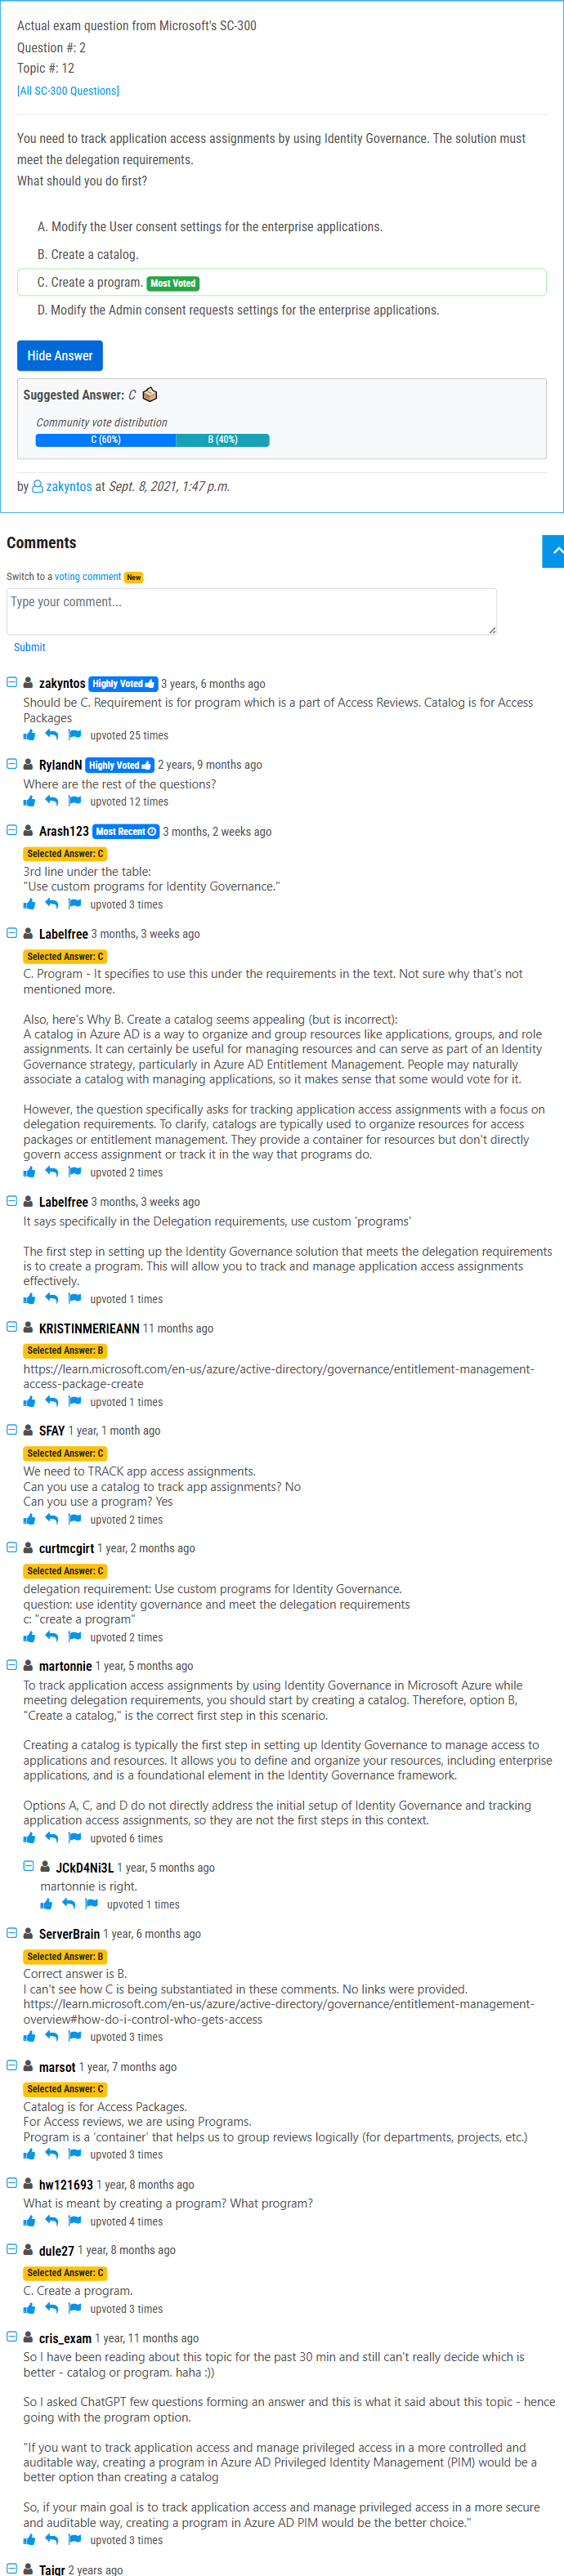 Actual exam question from Microsoft's SC-300
Question #: 2
Topic #: 12
[All SC-300 Questions]
You need to track application access assignments by using Identity Governance. The solution must
meet the delegation requirements.
What should you do first?
A. Modify the User consent settings for the enterprise applications.
B. Create a catalog.
C. Create a program. Most Voted
D. Modify the Admin consent requests settings for the enterprise applications.
Hide Answer
Suggested Answer: C
Community vote distribution
C (60%) B (40%)
by zakyntos at Sept. 8, 2021, 1:47 p.m.
Comments
Switch to a voting comment New
Type your comment...
Submit
zakyntos Highly Voted 3 years, 6 months ago
Should be C. Requirement is for program which is a part of Access Reviews. Catalog is for Access
Packages
upvoted 25 times
RylandN Highly Voted 2 years, 9 months ago
Where are the rest of the questions?
upvoted 12 times
Arash123 Most Recent 3 months, 2 weeks ago
Selected Answer: C
3rd line under the table:
"Use custom programs for Identity Governance."
upvoted 3 times
Labelfree 3 months, 3 weeks ago
Selected Answer: C
C. Program - It specifies to use this under the requirements in the text. Not sure why that's not
mentioned more.
Also, here's Why B. Create a catalog seems appealing (but is incorrect):
A catalog in Azure AD is a way to organize and group resources like applications, groups, and role
assignments. It can certainly be useful for managing resources and can serve as part of an Identity
Governance strategy, particularly in Azure AD Entitlement Management. People may naturally
associate a catalog with managing applications, so it makes sense that some would vote for it.
However, the question specifically asks for tracking application access assignments with a focus on
delegation requirements. To clarify, catalogs are typically used to organize resources for access
packages or entitlement management. They provide a container for resources but don't directly
govern access assignment or track it in the way that programs do.
upvoted 2 times
Labelfree 3 months, 3 weeks ago
It says specifically in the Delegation requirements, use custom 'programs'
The first step in setting up the Identity Governance solution that meets the delegation requirements
is to create a program. This will allow you to track and manage application access assignments
effectively.
upvoted 1 times
KRISTINMERIEANN 11 months ago
Selected Answer: B
https://learn.microsoft.com/en-us/azure/active-directory/governance/entitlement-management-
access-package-create
upvoted 1 times
SFAY 1 year, 1 month ago
Selected Answer: C
We need to TRACK app access assignments.
Can you use a catalog to track app assignments? No
Can you use a program? Yes
upvoted 2 times
curtmcgirt 1 year, 2 months ago
Selected Answer: C
delegation requirement: Use custom programs for Identity Governance.
question: use identity governance and meet the delegation requirements
c: "create a program"
upvoted 2 times
martonnie 1 year, 5 months ago
To track application access assignments by using Identity Governance in Microsoft Azure while
meeting delegation requirements, you should start by creating a catalog. Therefore, option B,
"Create a catalog," is the correct first step in this scenario.
Creating a catalog is typically the first step in setting up Identity Governance to manage access to
applications and resources. It allows you to define and organize your resources, including enterprise
applications, and is a foundational element in the Identity Governance framework.
Options A, C, and D do not directly address the initial setup of Identity Governance and tracking
application access assignments, so they are not the first steps in this context.
upvoted 6 times
JCkD4Ni3L 1 year, 5 months ago
martonnie is right.
upvoted 1 times
ServerBrain 1 year, 6 months ago
Selected Answer: B
Correct answer is B.
I can't see how C is being substantiated in these comments. No links were provided.
https://learn.microsoft.com/en-us/azure/active-directory/governance/entitlement-management-
overview#how-do-i-control-who-gets-access
upvoted 3 times
marsot 1 year, 7 months ago
Selected Answer: C
Catalog is for Access Packages.
For Access reviews, we are using Programs.
Program is a ‘container’ that helps us to group reviews logically (for departments, projects, etc.)
upvoted 3 times
hw121693 1 year, 8 months ago
What is meant by creating a program? What program?
upvoted 4 times
dule27 1 year, 8 months ago
Selected Answer: C
C. Create a program.
upvoted 3 times
cris_exam 1 year, 11 months ago
So I have been reading about this topic for the past 30 min and still can't really decide which is
better - catalog or program. haha :))
So I asked ChatGPT few questions forming an answer and this is what it said about this topic - hence
going with the program option.
"If you want to track application access and manage privileged access in a more controlled and
auditable way, creating a program in Azure AD Privileged Identity Management (PIM) would be a
better option than creating a catalog
So, if your main goal is to track application access and manage privileged access in a more secure
and auditable way, creating a program in Azure AD PIM would be the better choice."
upvoted 3 times
Taigr 2 years ago